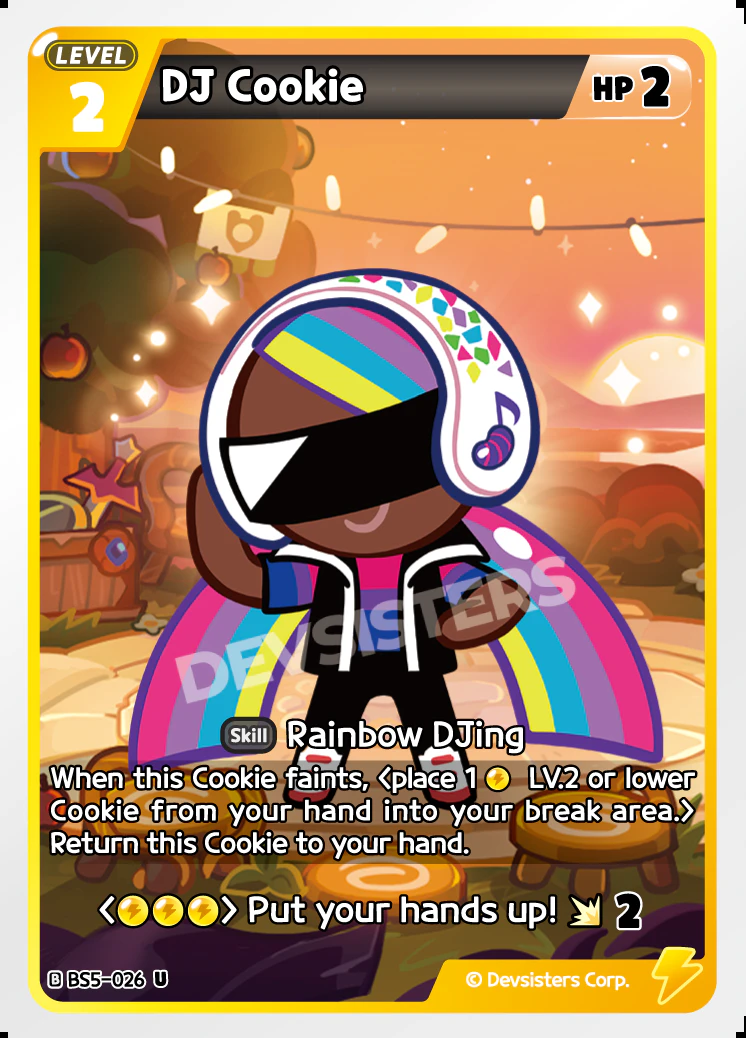 LEVEL
2
DJ Cookie
HP 2
DEVSISTERS
Skill Rainbow DJing
When this Cookie faints, <place 1 LV.2 or lower
Cookie from your hand into your break area.>
Return this Cookie to your hand.
< > Put your hands up! 2
B BS5-026 U
© Devsisters Corp.